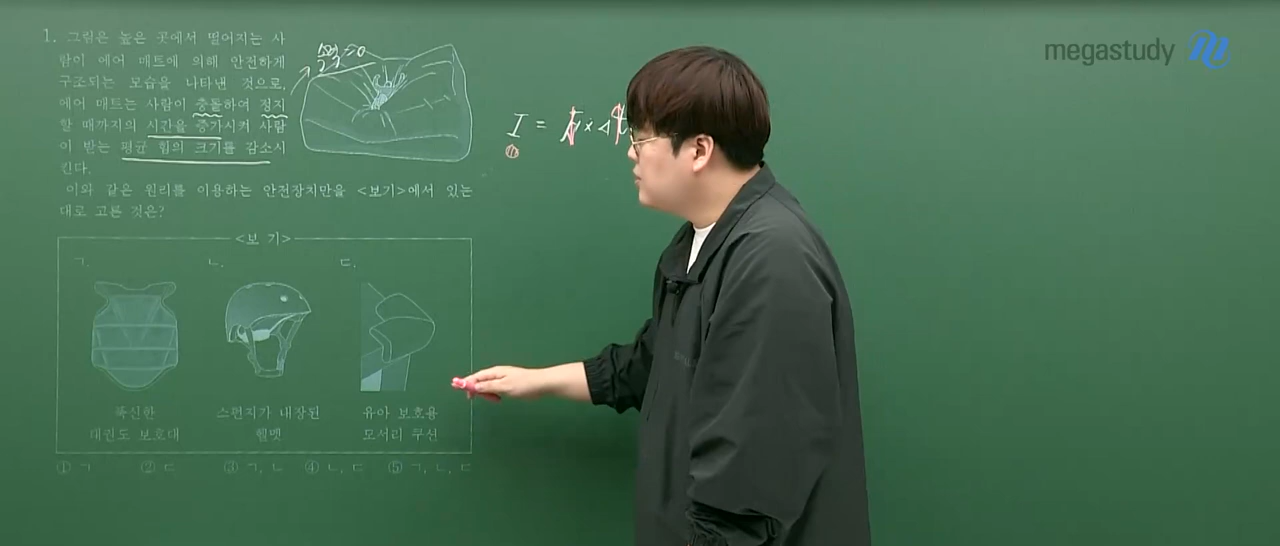 megastudy
1. 그림은 높은 곳에서 떨어지는 사
람이 에어 매트에 의해 안전하게
구조되는 모습을 나타낸 것으로,
에어 매트는 사람이 충돌하여 정지
할 때까지의 시간을 증가시켜 사람
이 받는 평균 힘의 크기를 감소시
킨다.
이와 같은 원리를 이용하는 안전장치만을 <보기>에서 있는
대로 고른 것은?
<보 기>
ㄱ. ㄴ. ㄷ.
푹신한 스펀지가 내장된 유아 보호용
태권도 보호대 헬멧 모서리 쿠션
① ㄱ ② ㄷ ③ ㄱ, ㄴ ④ ㄴ, ㄷ ⑤ ㄱ, ㄴ, ㄷ
I =